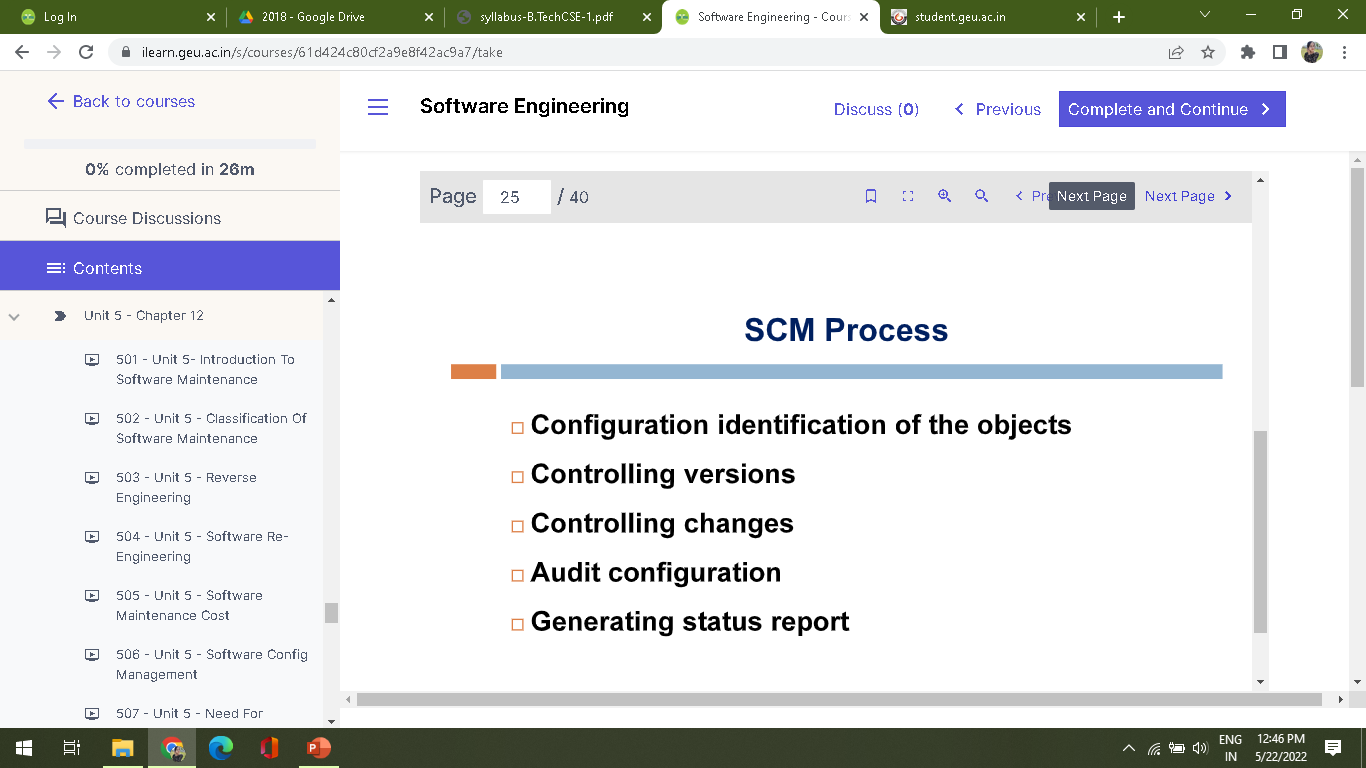 Log In
2018 - Google Drive
syllabus-B.TechCSE-1.pdf
Software Engineering - Cour
student.geu.ac.in
ilearn.geu.ac.in/s/courses/61d424c80cf2a9e8f42ac9a7/take
Back to courses
0% completed in 26m
Course Discussions
Contents
Unit 5 - Chapter 12
501 - Unit 5- Introduction To
Software Maintenance
502 - Unit 5 - Classification Of
Software Maintenance
503 - Unit 5 - Reverse
Engineering
504 - Unit 5 - Software Re-
Engineering
505 - Unit 5 - Software
Maintenance Cost
506 - Unit 5 - Software Config
Management
507 - Unit 5 - Need For
Software Engineering
Discuss (0)
Previous
Complete and Continue
Page 25 / 40
Pre
Next Page
Next Page
SCM Process
Configuration identification of the objects
Controlling versions
Controlling changes
Audit configuration
Generating status report
ENG
IN
12:46 PM
5/22/2022